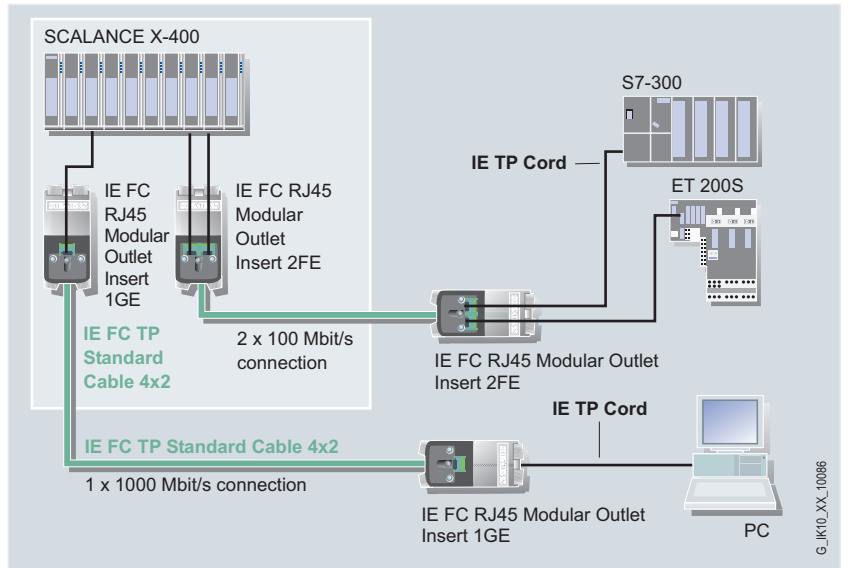 SCALANCE X-400
S7-300
IE TP Cord
ET 200S
IE FC
RJ45
Modular
Outlet
Insert
1GE
IE FC RJ45
Modular
Outlet
Insert 2FE
IE FC TP
Standard
Cable 4x2
2 x 100 Mbit/s
connection
IE FC RJ45 Modular Outlet
Insert 2FE
IE TP Cord
IE FC TP Standard Cable 4x2
1 x 1000 Mbit/s connection
IE FC RJ45 Modular Outlet
Insert 1GE
PC
G_IK10_XX_10086